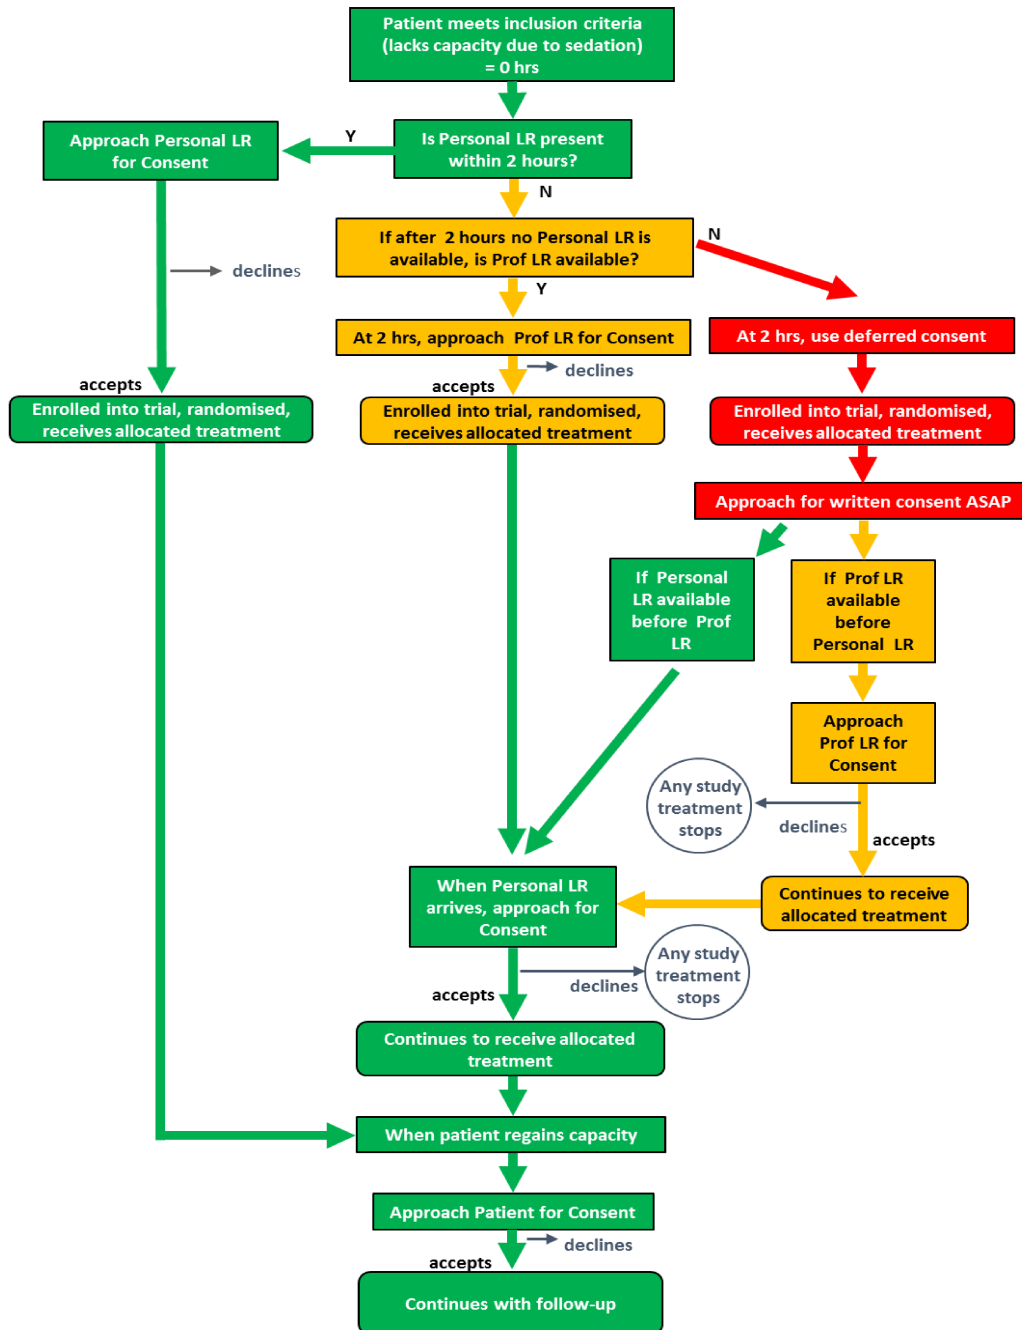 Patient meets inclusion criteria
(lacks capacity due to sedation)
= 0 hrs
Is Personal LR present
within 2 hours?
Y
Approach Personal LR
for Consent
N
If after 2 hours no Personal LR is
available, is Prof LR available?
N
declines
Y
At 2 hrs, approach Prof LR for Consent
At 2 hrs, use deferred consent
declines
accepts
accepts
Enrolled into trial, randomised,
receives allocated treatment
Enrolled into trial, randomised,
receives allocated treatment
Enrolled into trial, randomised,
receives allocated treatment
Approach for written consent ASAP
If Personal
LR available
before Prof
LR
If Prof LR
available
before
Personal LR
Approach
Prof LR for
Consent
Any study
treatment
stops
declines
accepts
When Personal LR
arrives, approach for
Consent
Continues to receive
allocated treatment
Any study
treatment
stops
declines
accepts
Continues to receive allocated
treatment
When patient regains capacity
Approach Patient for Consent
declines
accepts
Continues with follow-up